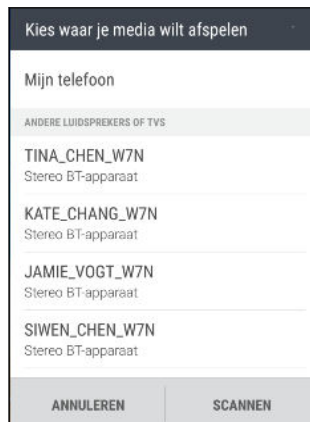 Kies waar je media wilt afspelen
Mijn telefoon
ANDERE LUIDSPREKERS OF TVS
TINA_CHEN_W7N
Stereo BT-apparaat
KATE_CHANG_W7N
Stereo BT-apparaat
JAMIE_VOGT_W7N
Stereo BT-apparaat
SIWEN_CHEN_W7N
Stereo BT-apparaat
ANNULEREN SCANNEN